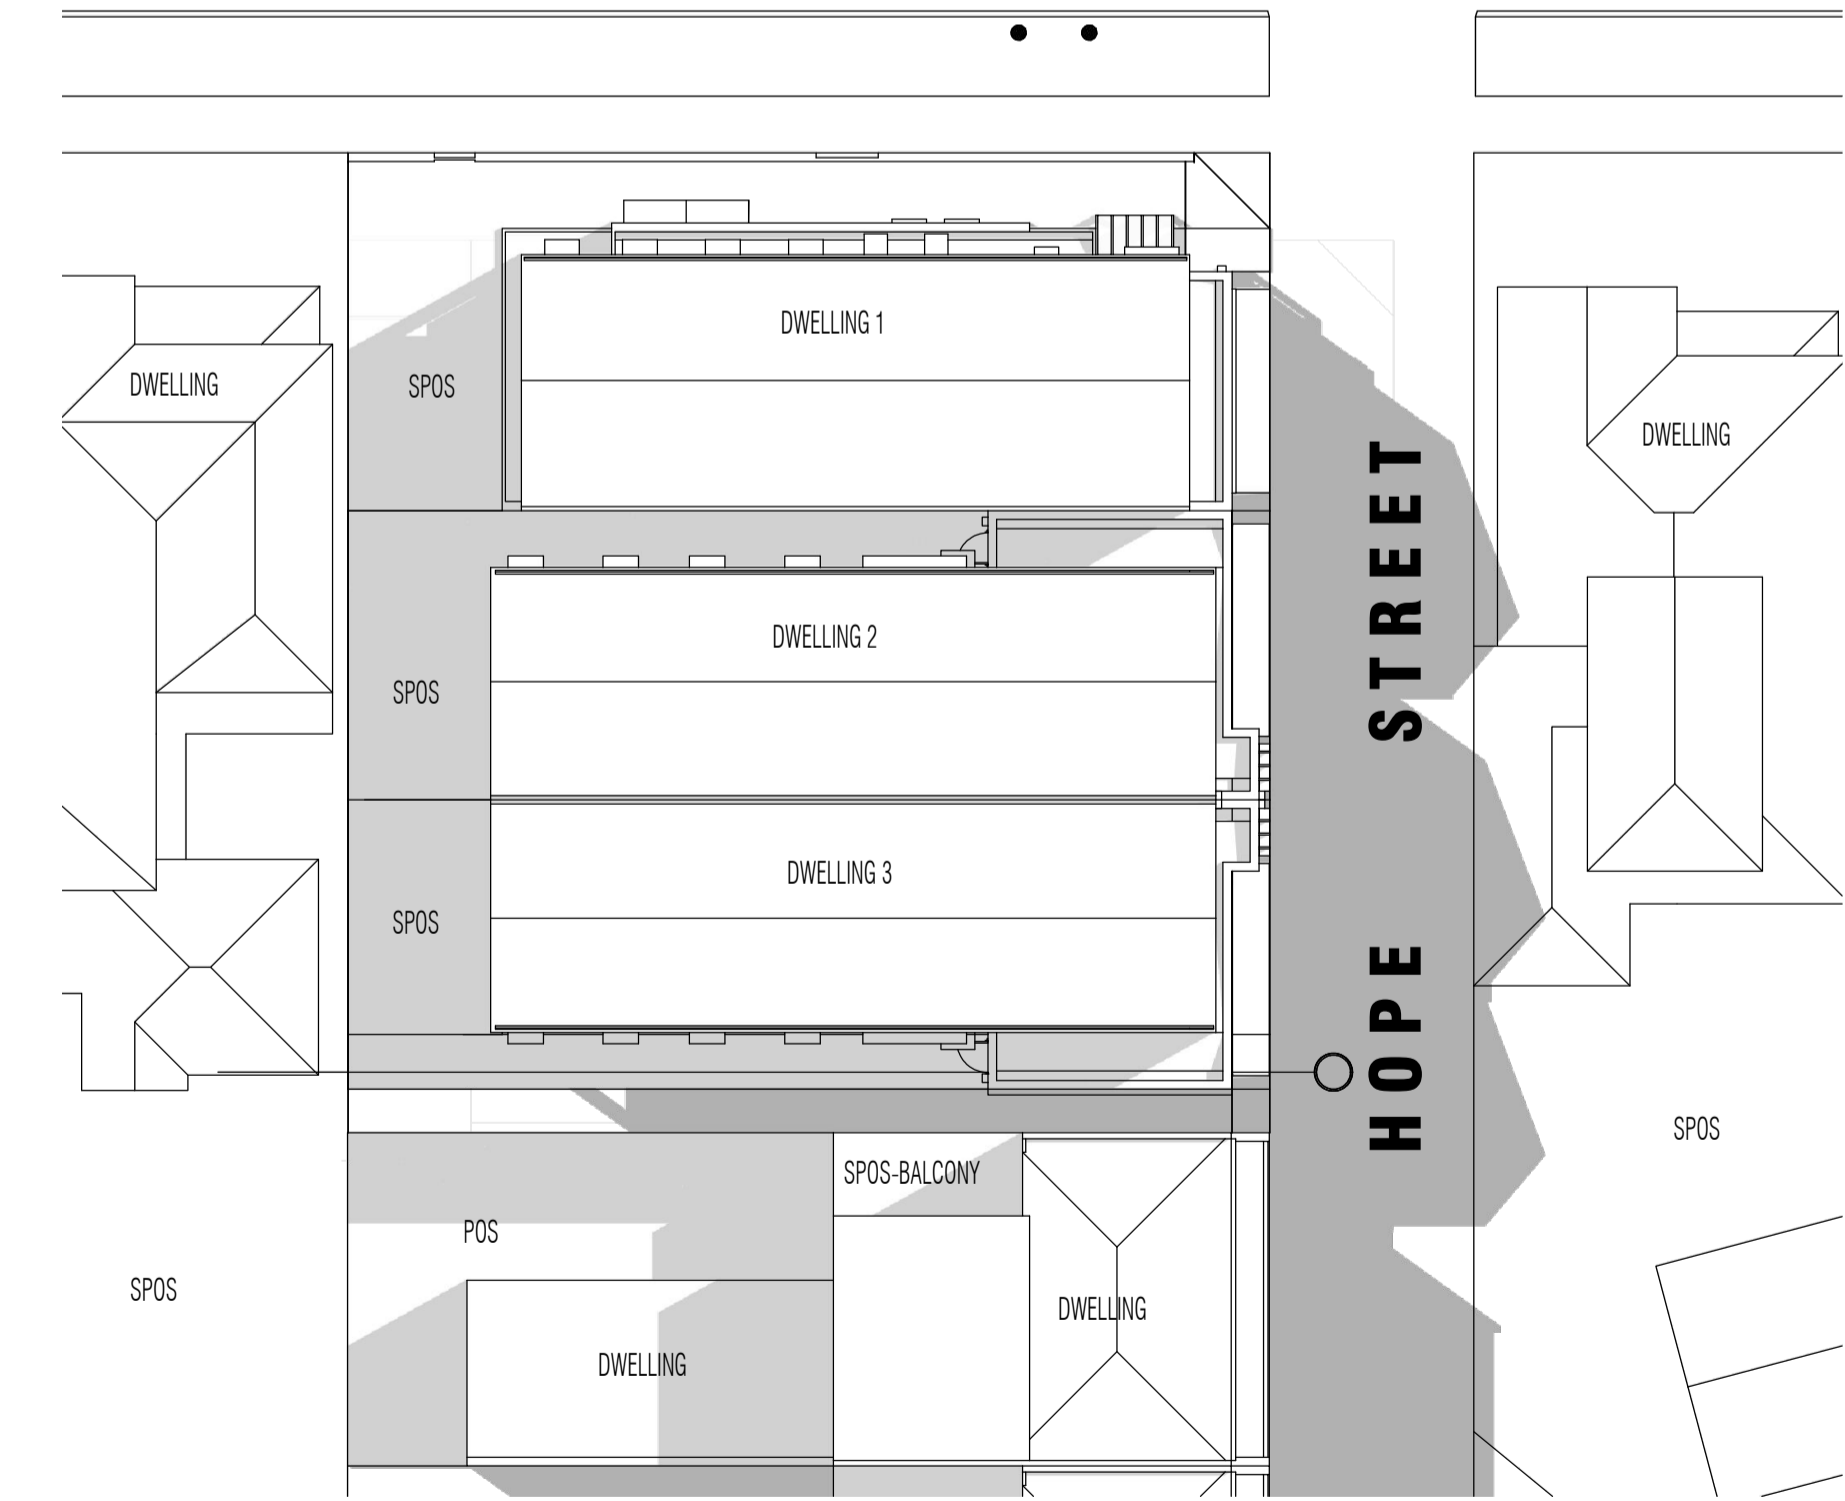 DWELLING 1
DWELLING
SPOS
DWELLING
DWELLING 2
SPOS
DWELLING 3
SPOS
HOPE STREET
SPOS
SPOS-BALCONY
POS
SPOS
DWELLING
DWELLING